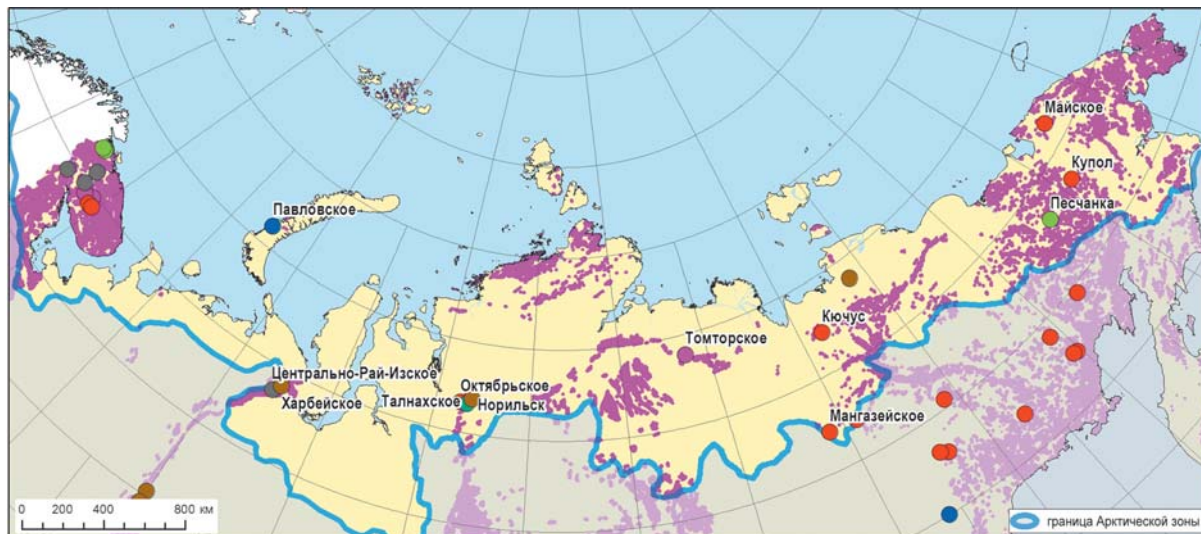 Майское
Купол
Песчанка
Павловское
Кючус
Томторское
Центрально-Рай-Изское
Харбейское
Октябрьское
Талнахское
Норильск
Мангазейское
0 200 400 800 км
граница Арктической зоны